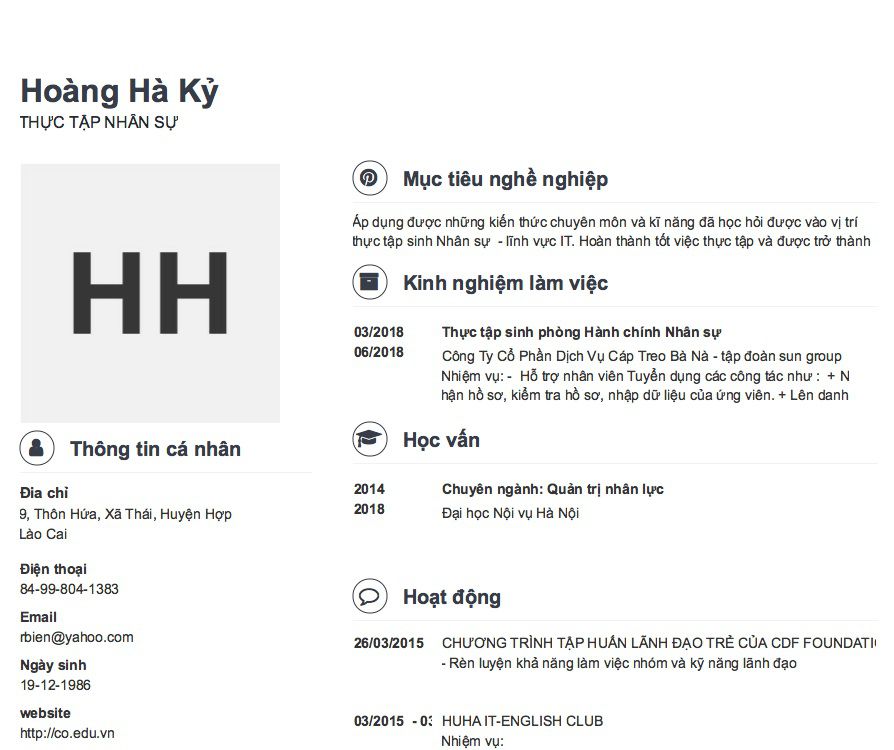 Hoàng Hà Kỷ
THỰC TẬP NHÂN SỰ
HH
Thông tin cá nhân
Đia chỉ
9, Thôn Hứa, Xã Thái, Huyện Hợp
Lào Cai
Điện thoại
84-99-804-1383
Email
rbien@yahoo.com
Ngày sinh
19-12-1986
website
http://co.edu.vn
Mục tiêu nghề nghiệp
Áp dụng được những kiến thức chuyên môn và kĩ năng đã học hỏi được vào vị trí
thực tập sinh Nhân sự - lĩnh vực IT. Hoàn thành tốt việc thực tập và được trở thành
Kinh nghiệm làm việc
03/2018 Thực tập sinh phòng Hành chính Nhân sự
06/2018 Công Ty Cổ Phần Dịch Vụ Cáp Treo Bà Nà - tập đoàn sun group
Nhiệm vụ: - Hỗ trợ nhân viên Tuyển dụng các công tác như : + N
hận hồ sơ, kiểm tra hồ sơ, nhập dữ liệu của ứng viên. + Lên danh
Học vấn
2014 Chuyên ngành: Quản trị nhân lực
2018 Đại học Nội vụ Hà Nội
Hoạt động
26/03/2015 CHƯƠNG TRÌNH TẬP HUẤN LÃNH ĐẠO TRẺ CỦA CDF FOUNDATI
- Rèn luyện khả năng làm việc nhóm và kỹ năng lãnh đạo
03/2015 - 03 HUHA IT-ENGLISH CLUB
Nhiệm vụ: